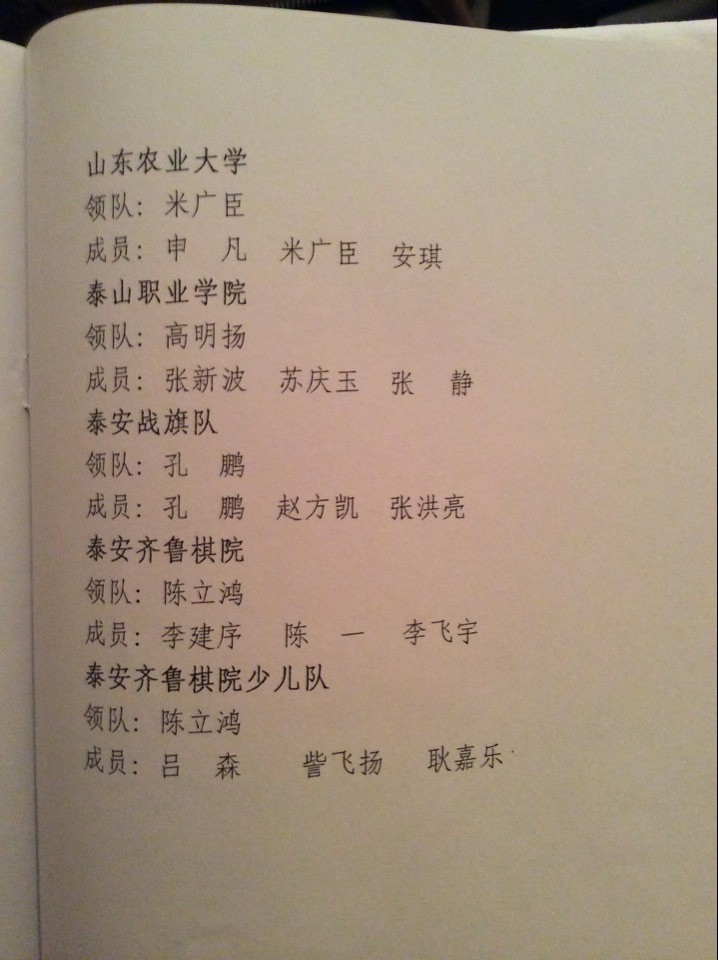 山东农业大学
领队：米广臣
成员：申　凡　米广臣　安琪
泰山职业学院
领队：高明扬
成员：张新波　苏庆玉　张　静
泰安战旗队
领队：孔　鹏
成员：孔　鹏　赵方凯　张洪亮
泰安齐鲁棋院
领队：陈立鸿
成员：李建序　陈　一　李飞宇
泰安齐鲁棋院少儿队
领队：陈立鸿
成员：吕　森　訾飞扬　耿嘉乐